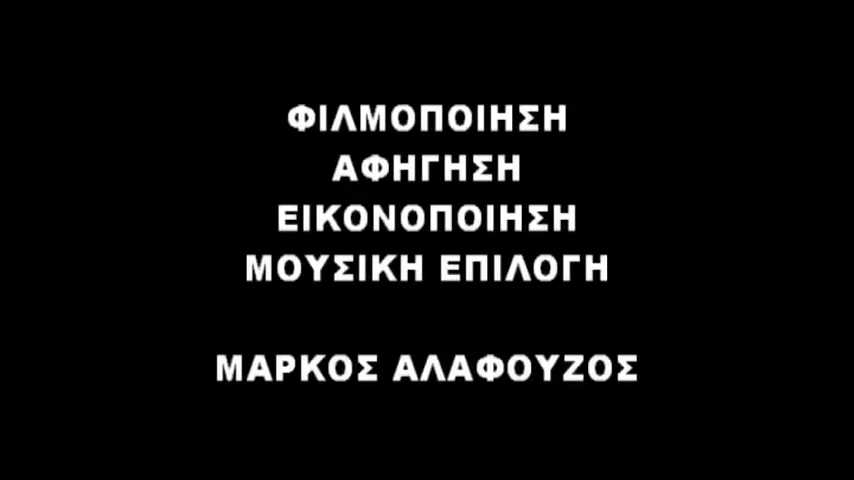 ΦΙΛΜΟΠΟΙΗΣΗ
ΑΦΗΓΗΣΗ
ΕΙΚΟΝΟΠΟΙΗΣΗ
ΜΟΥΣΙΚΗ ΕΠΙΛΟΓΗ
ΜΑΡΚΟΣ ΑΛΑΦΟΥΖΟΣ